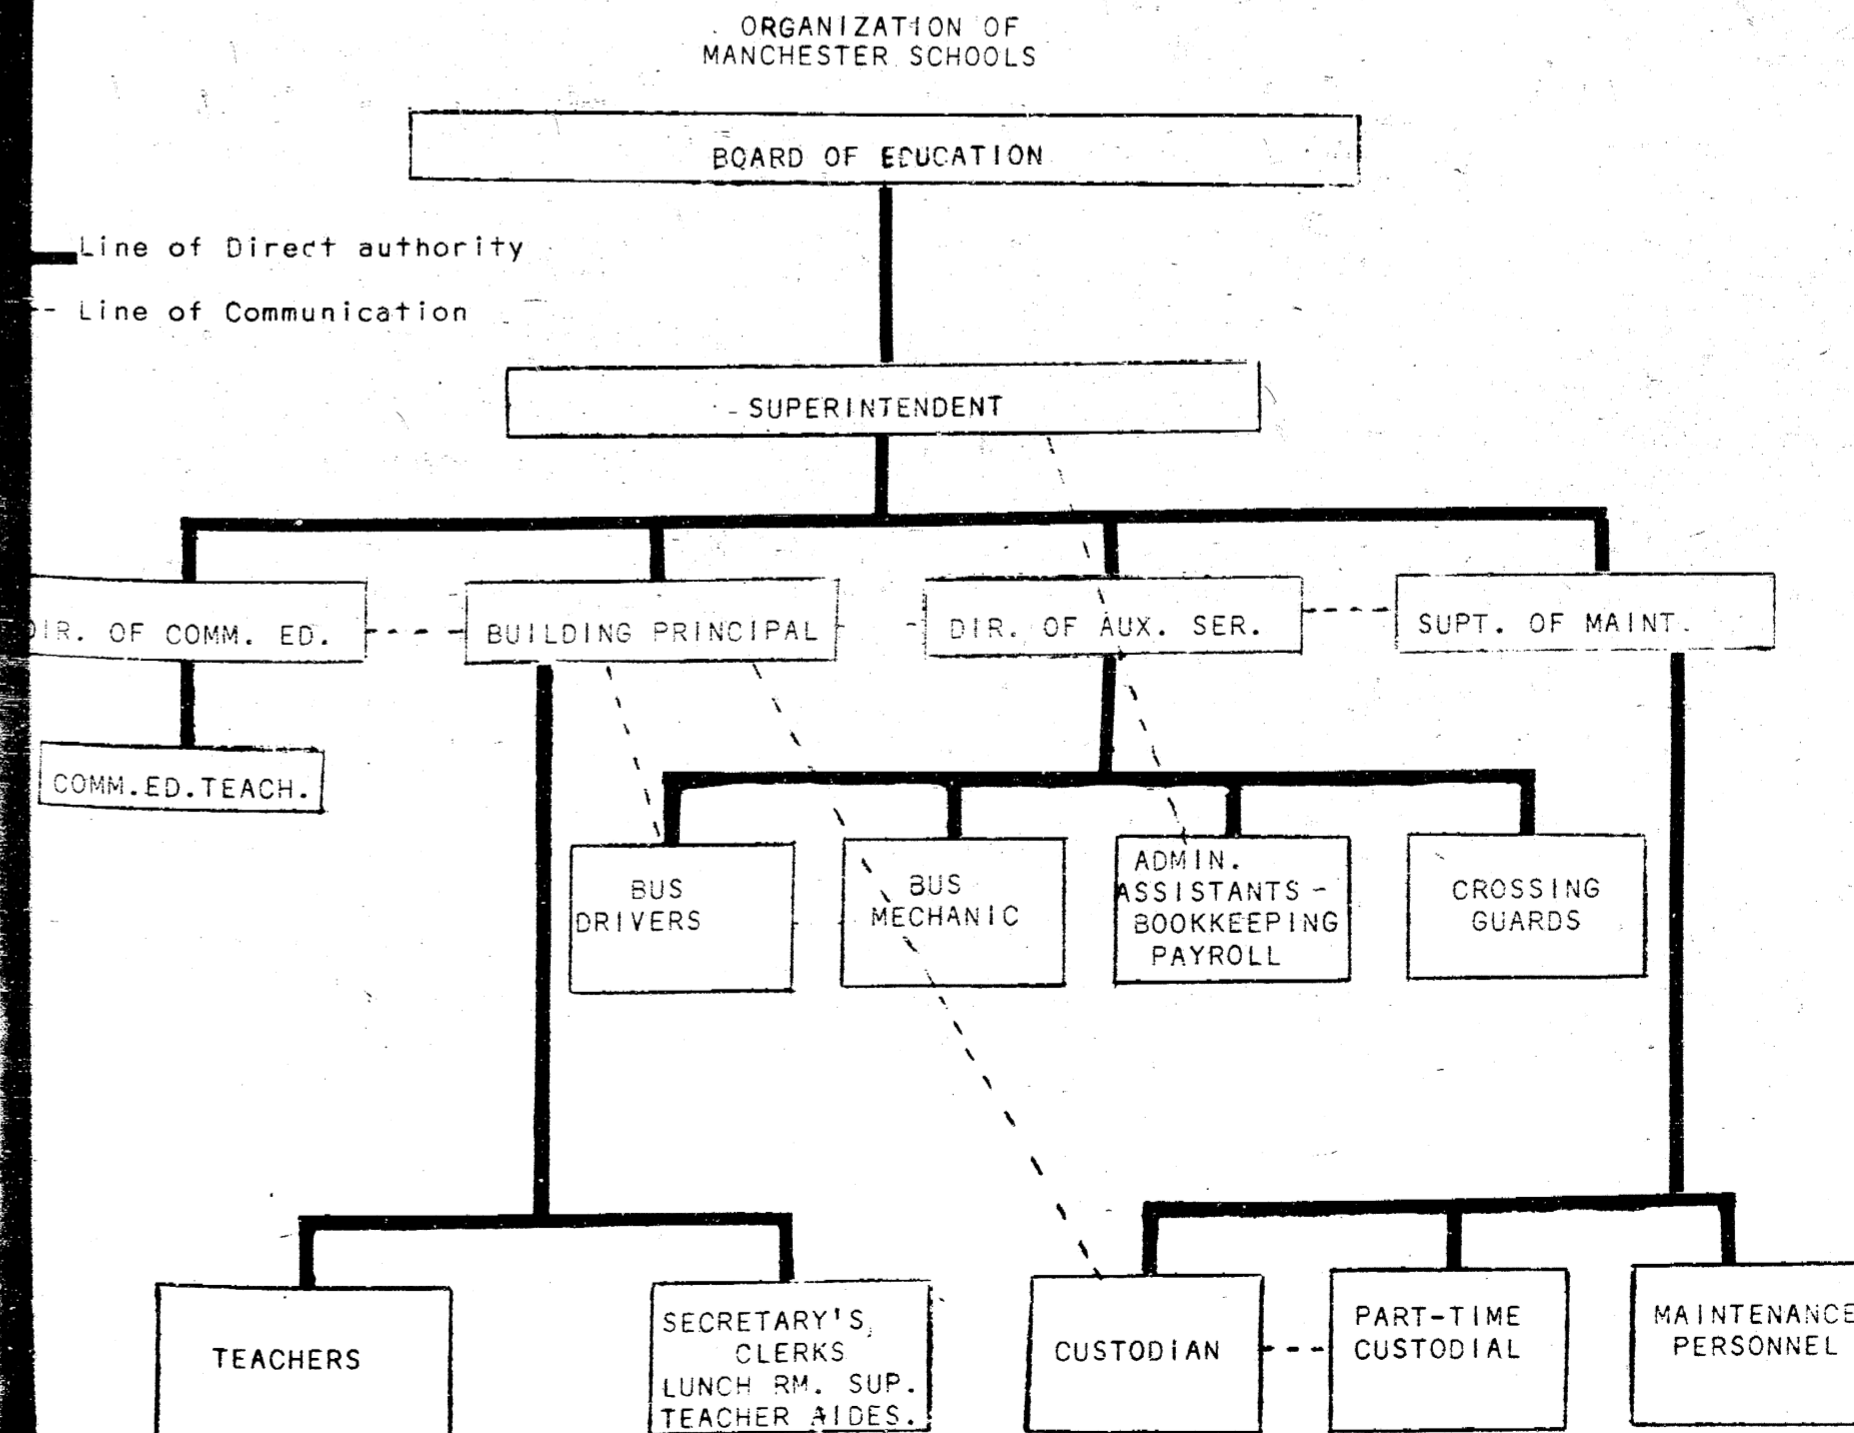 ORGANIZATION OF
MANCHESTER SCHOOLS
BOARD OF EDUCATION
Line of Direct authority
-- Line of Communication
SUPERINTENDENT
DIR. OF COMM. ED.
BUILDING PRINCIPAL
DIR. OF AUX. SER.
SUPT. OF MAINT.
COMM.ED.TEACH.
BUS
DRIVERS
BUS
MECHANIC
ADMIN.
ASSISTANTS-
BOOKKEEPING
PAYROLL
CROSSING
GUARDS
TEACHERS
SECRETARY'S,
CLERKS
LUNCH RM. SUP.
TEACHER AIDES.
CUSTODIAN
PART-TIME
CUSTODIAL
MAINTENANCE
PERSONNEL